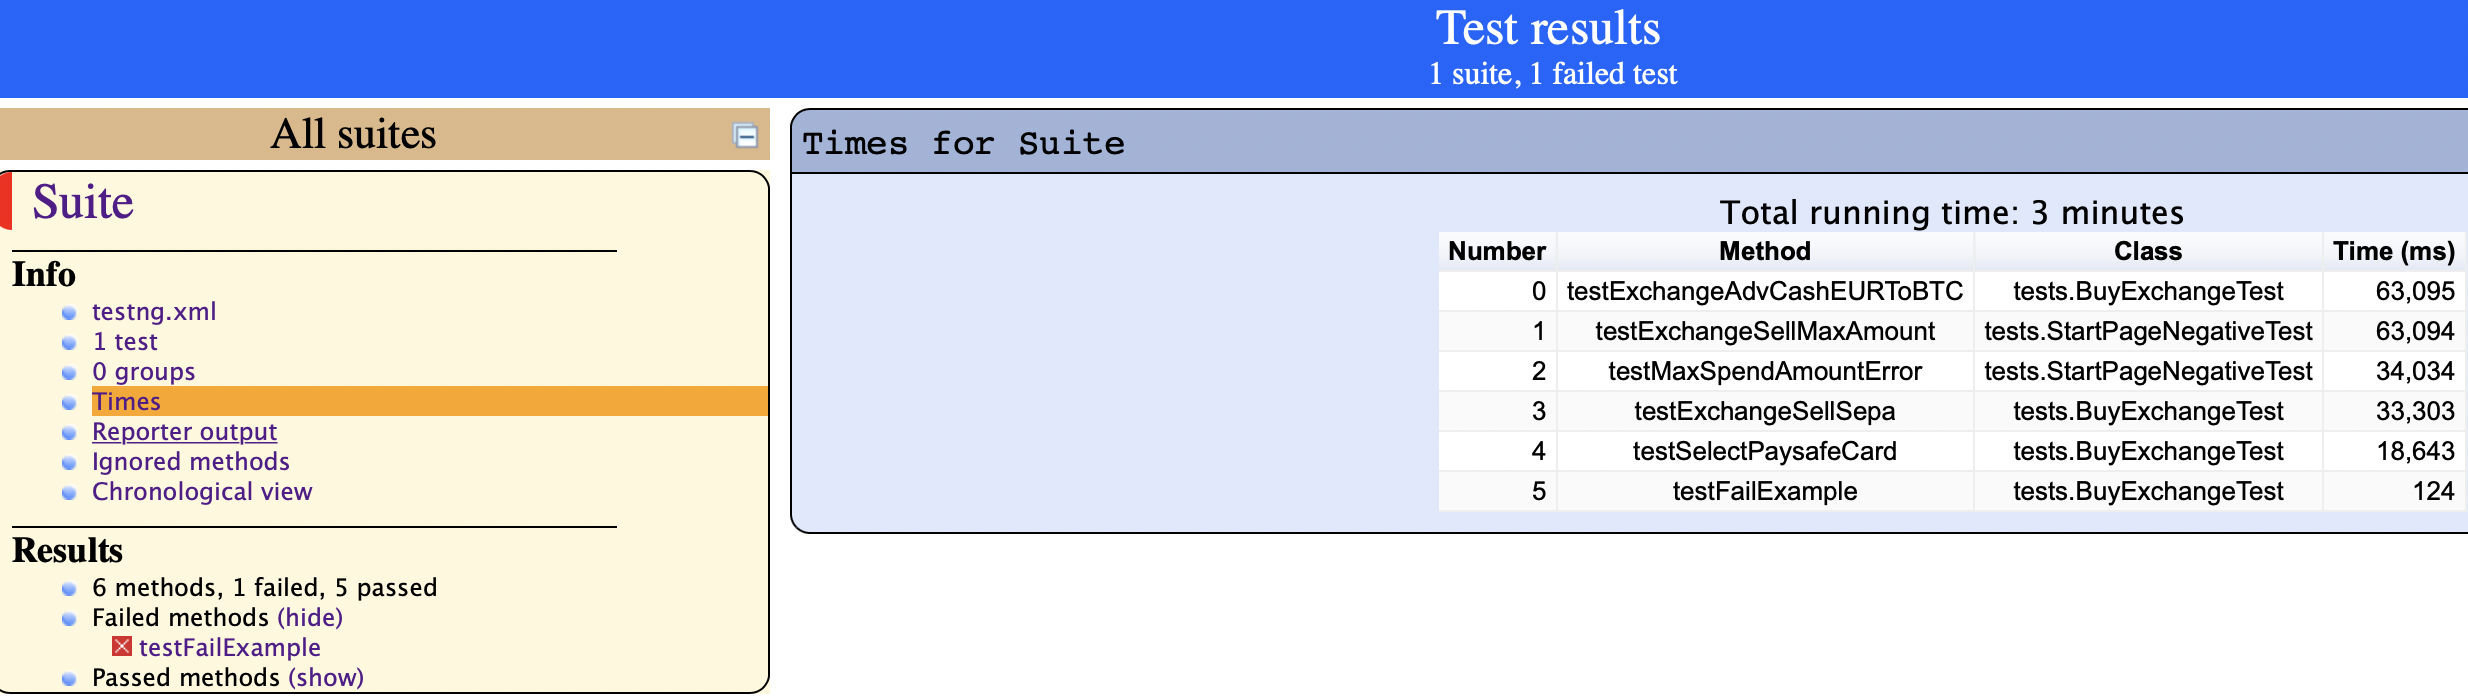 Test results
1 suite, 1 failed test
All suites
Suite
Info
testng.xml
1 test
0 groups
Times
Reporter output
Ignored methods
Chronological view
Results
6 methods, 1 failed, 5 passed
Failed methods (hide)
testFailExample
Passed methods (show)
Times for Suite
Total running time: 3 minutes
Number Method Class Time (ms)
0 testExchangeAdvCashEURToBTC tests.BuyExchangeTest 63,095
1 testExchangeSellMaxAmount tests.StartPageNegativeTest 63,094
2 testMaxSpendAmountError tests.StartPageNegativeTest 34,034
3 testExchangeSellSepa tests.BuyExchangeTest 33,303
4 testSelectPaysafeCard tests.BuyExchangeTest 18,643
5 testFailExample tests.BuyExchangeTest 124